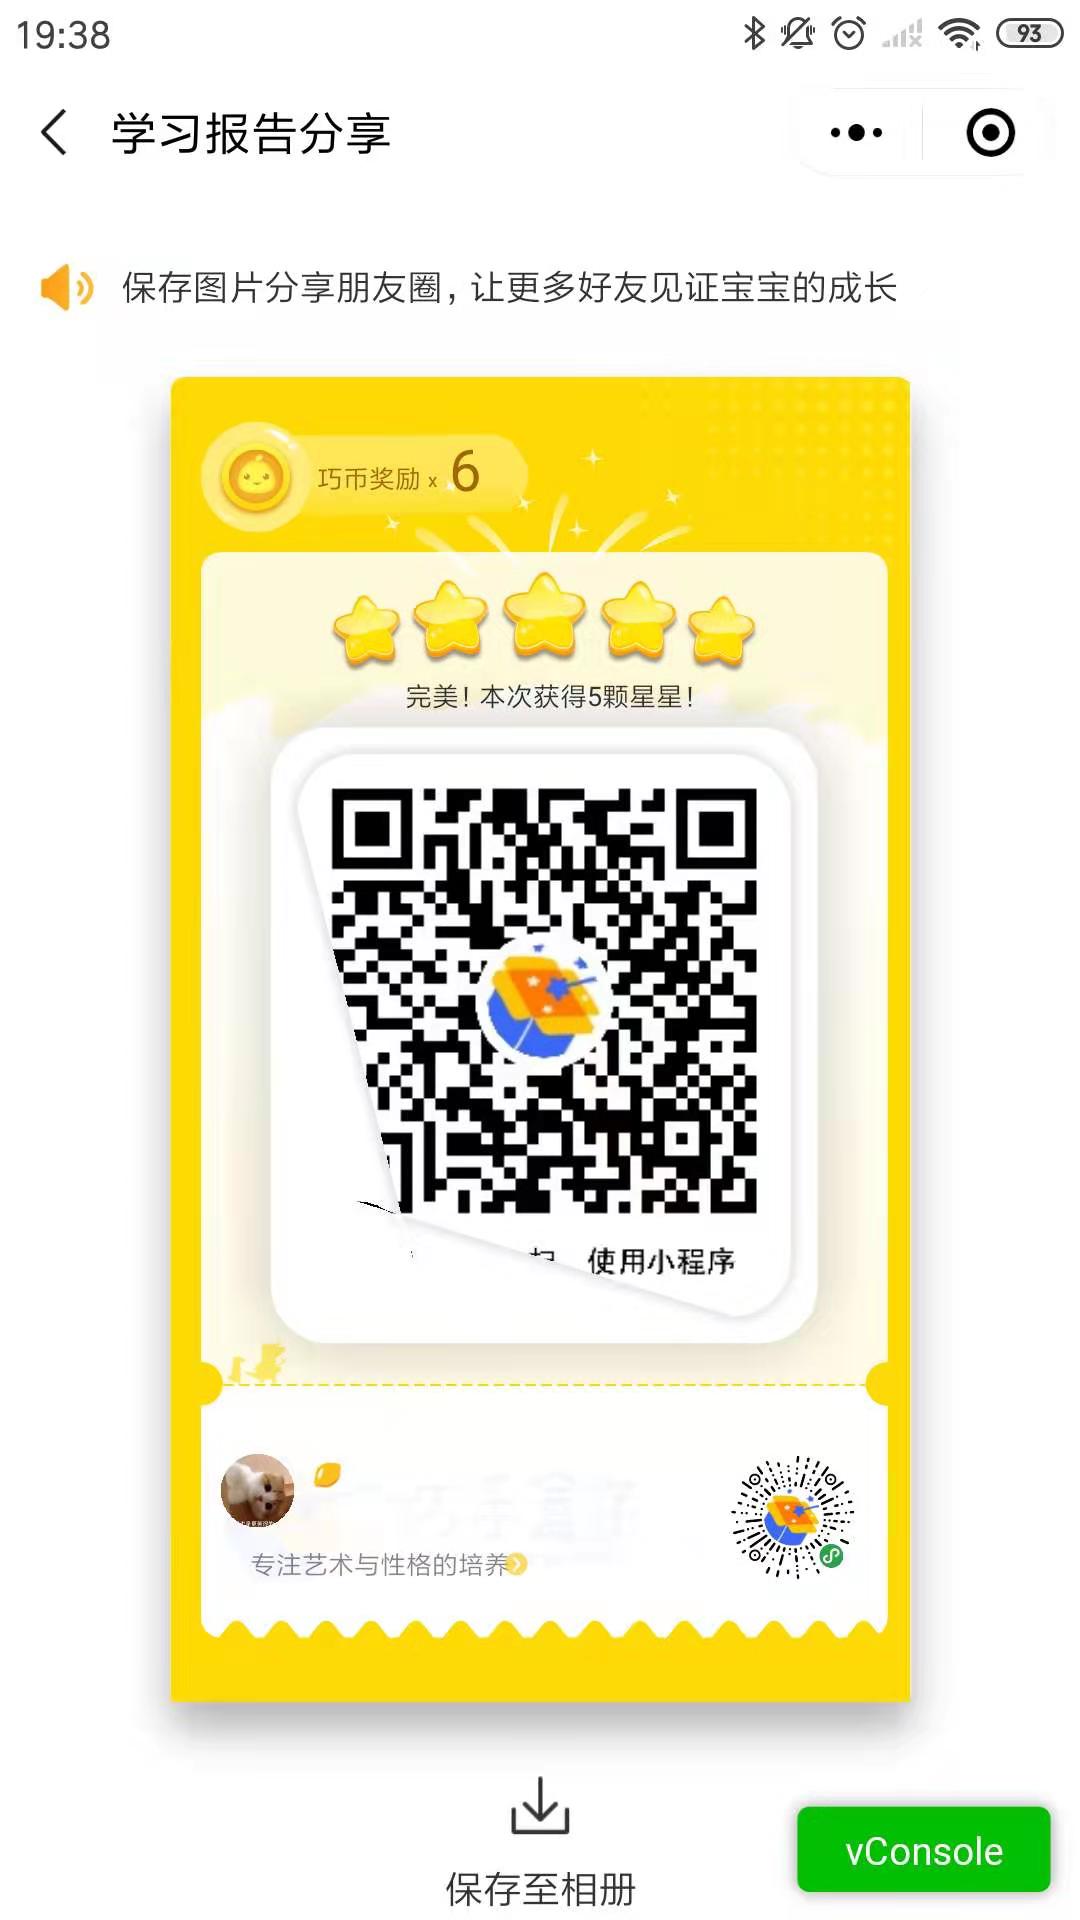 19:38
93
学习报告分享
保存图片分享朋友圈，让更多好友见证宝宝的成长
巧币奖励 x 6
完美！本次获得5颗星星！
使用小程序
专注艺术与性格的培养
保存至相册
vConsole